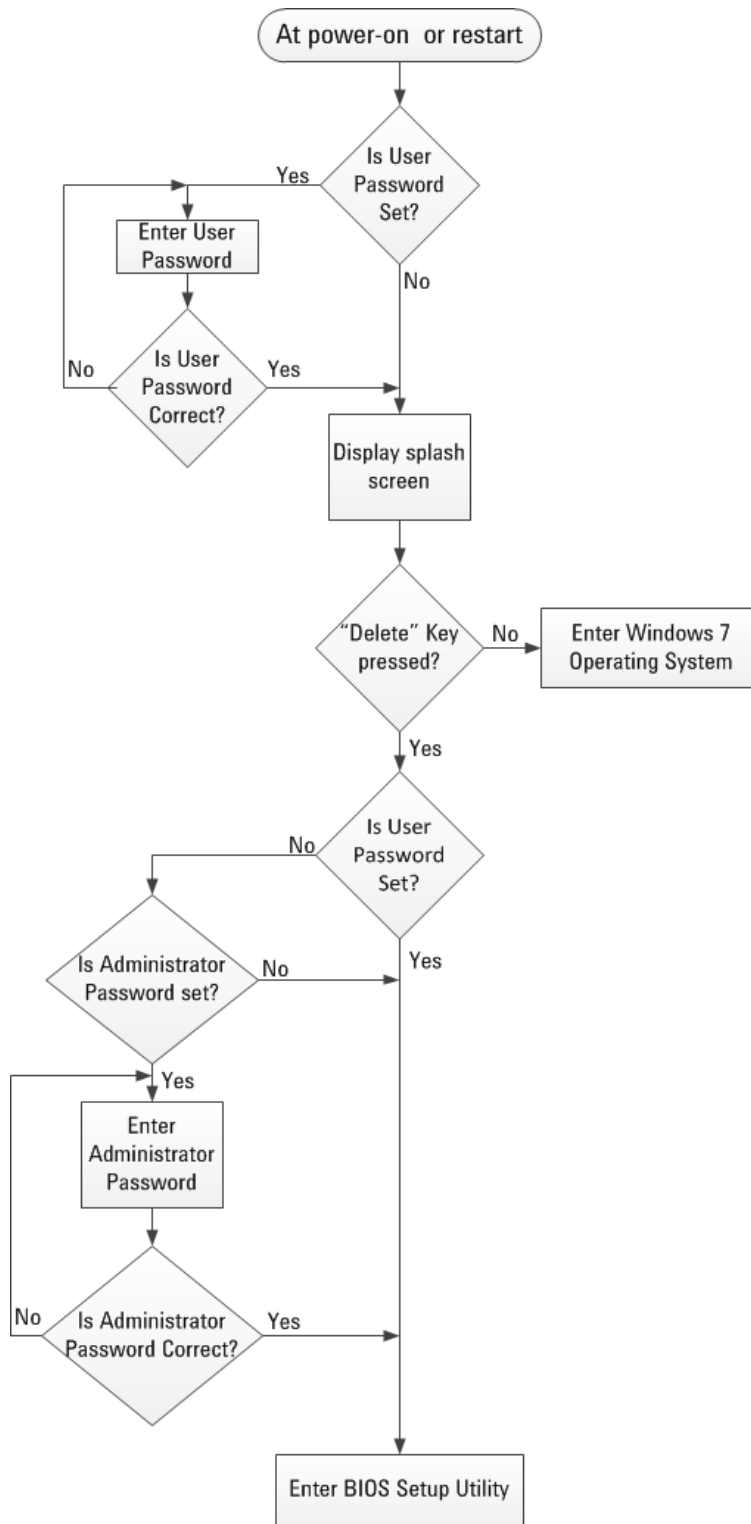 At power-on or restart
Is User
Password
Set?
Yes
No
Enter User
Password
Is User
Password
Correct?
No
Yes
Display splash
screen
“Delete” Key
pressed?
No
Enter Windows 7
Operating System
Yes
Is User
Password
Set?
No
Yes
Is Administrator
Password set?
No
Yes
Enter
Administrator
Password
Is Administrator
Password Correct?
No
Yes
Enter BIOS Setup Utility